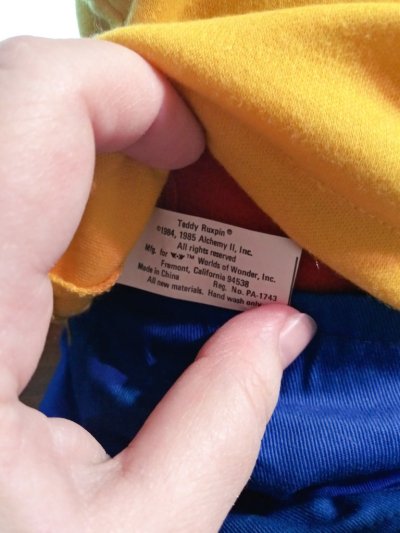 Teddy Ruxpin®
©1984, 1985 Alchemy II, Inc.
All rights reserved
Mfg. for ™ Worlds of Wonder, Inc.
Fremont, California 94538
Made in China Reg. No. PA-1743
All new materials. Hand wash only